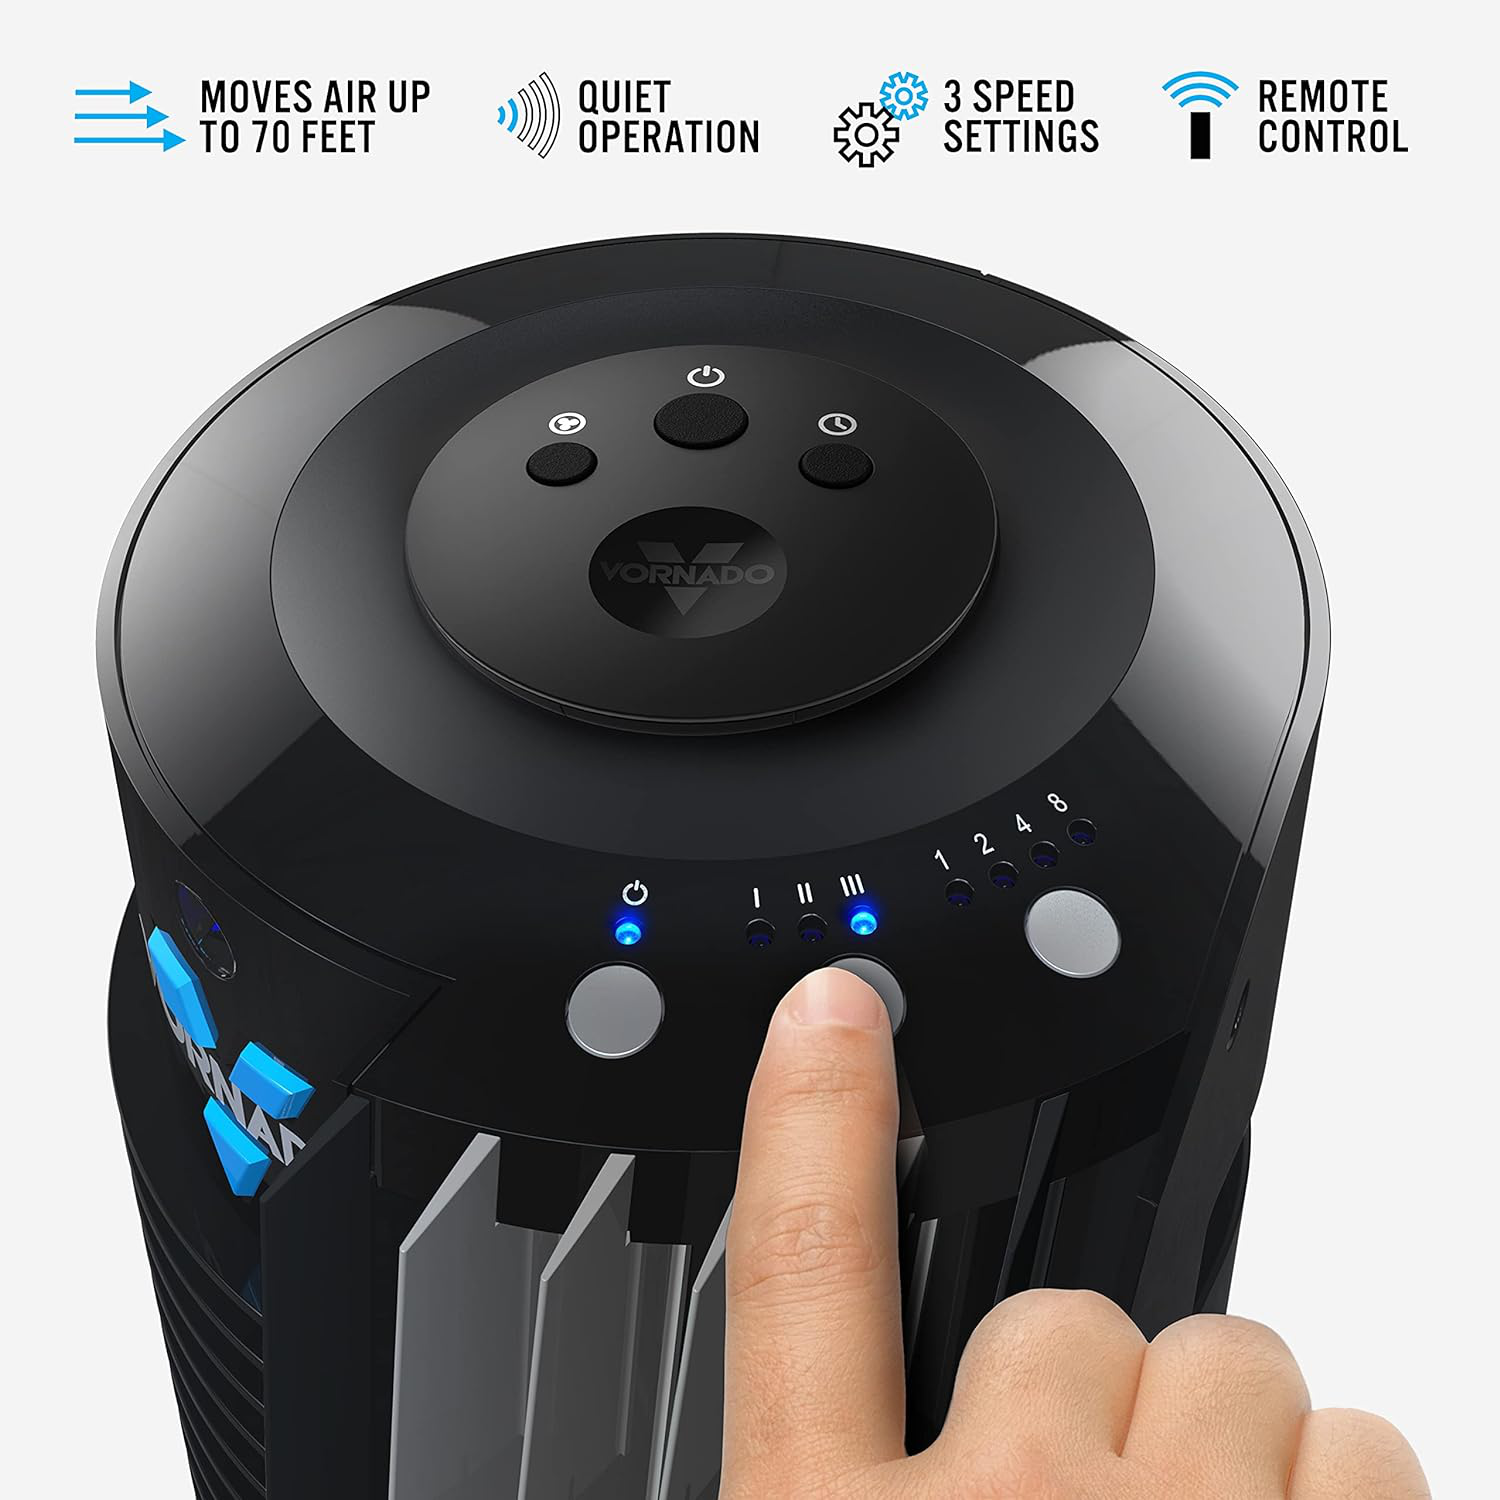 MOVES AIR UP
TO 70 FEET
QUIET
OPERATION
3 SPEED
SETTINGS
REMOTE
CONTROL
VORNADO
1 2 4 8
I II III
VORNADO